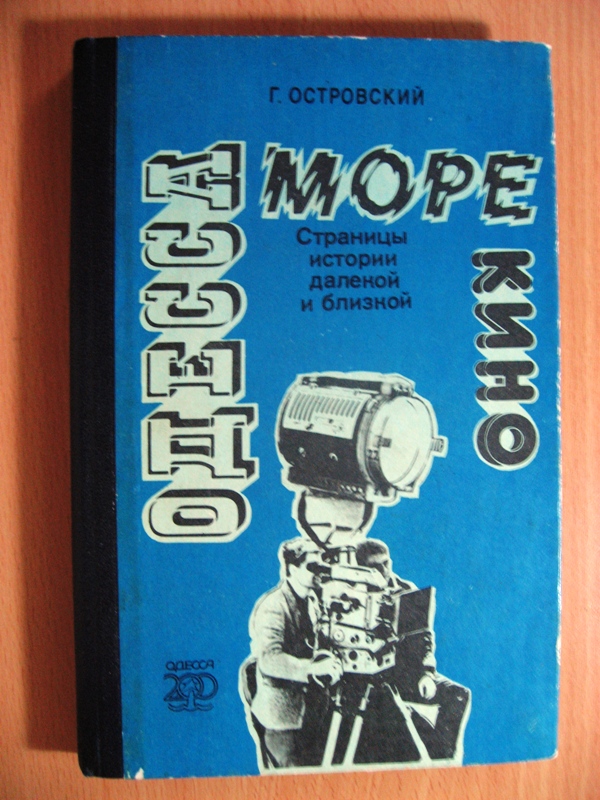 Г. ОСТРОВСКИЙ
ОДЕССА
МОРЕ
КИНО
Страницы
истории
далекой
и близкой
ОДЕССА
200